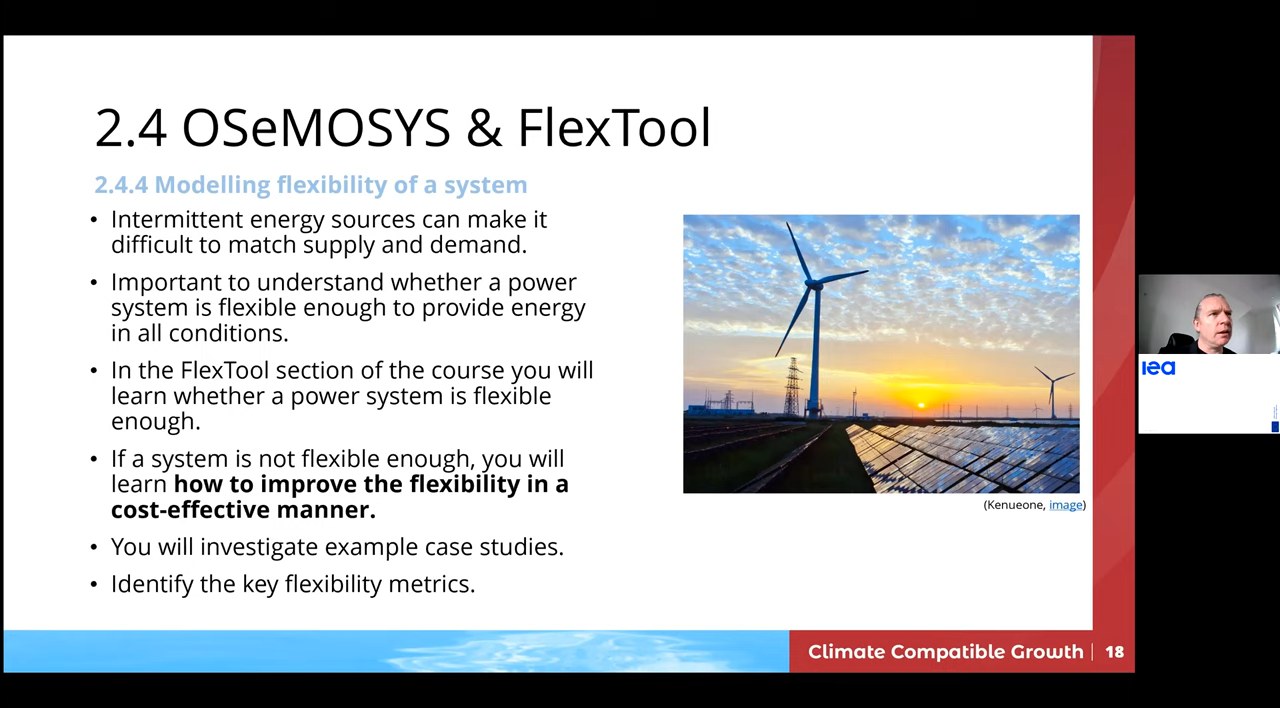 2.4 OSeMOSYS & FlexTool
2.4.4 Modelling flexibility of a system
• Intermittent energy sources can make it
difficult to match supply and demand.
• Important to understand whether a power
system is flexible enough to provide energy
in all conditions.
• In the FlexTool section of the course you will
learn whether a power system is flexible
enough.
• If a system is not flexible enough, you will
learn how to improve the flexibility in a
cost-effective manner.
• You will investigate example case studies.
• Identify the key flexibility metrics.
(Kenueone, image)
Climate Compatible Growth | 18
iea